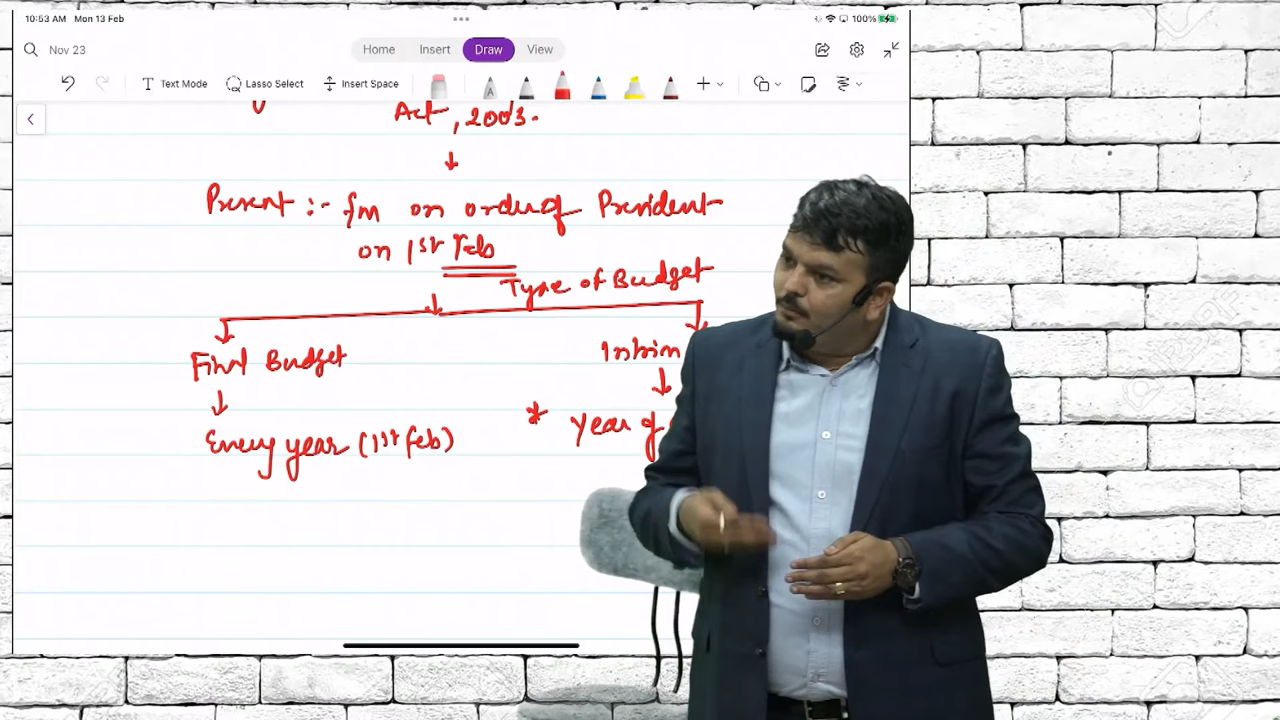 10:53 AM Mon 13 Feb
100%
Nov 23
Home Insert Draw View
Text Mode Lasso Select Insert Space
Act, 2003.
Present :- fm on order of President
on 1st Feb
Type of Budget
Final Budget
Intrim
Every year (1st Feb)
* Year of